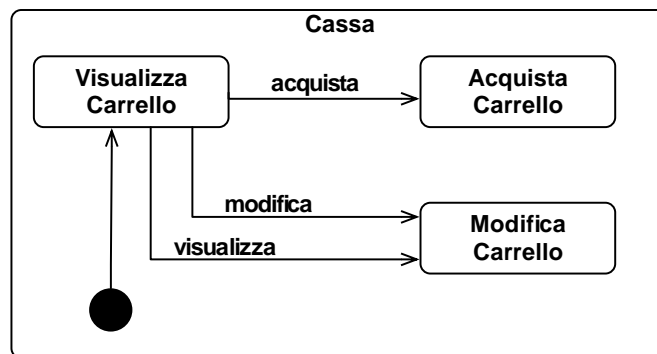 Cassa
Visualizza
Carrello
acquista
Acquista
Carrello
modifica
visualizza
Modifica
Carrello